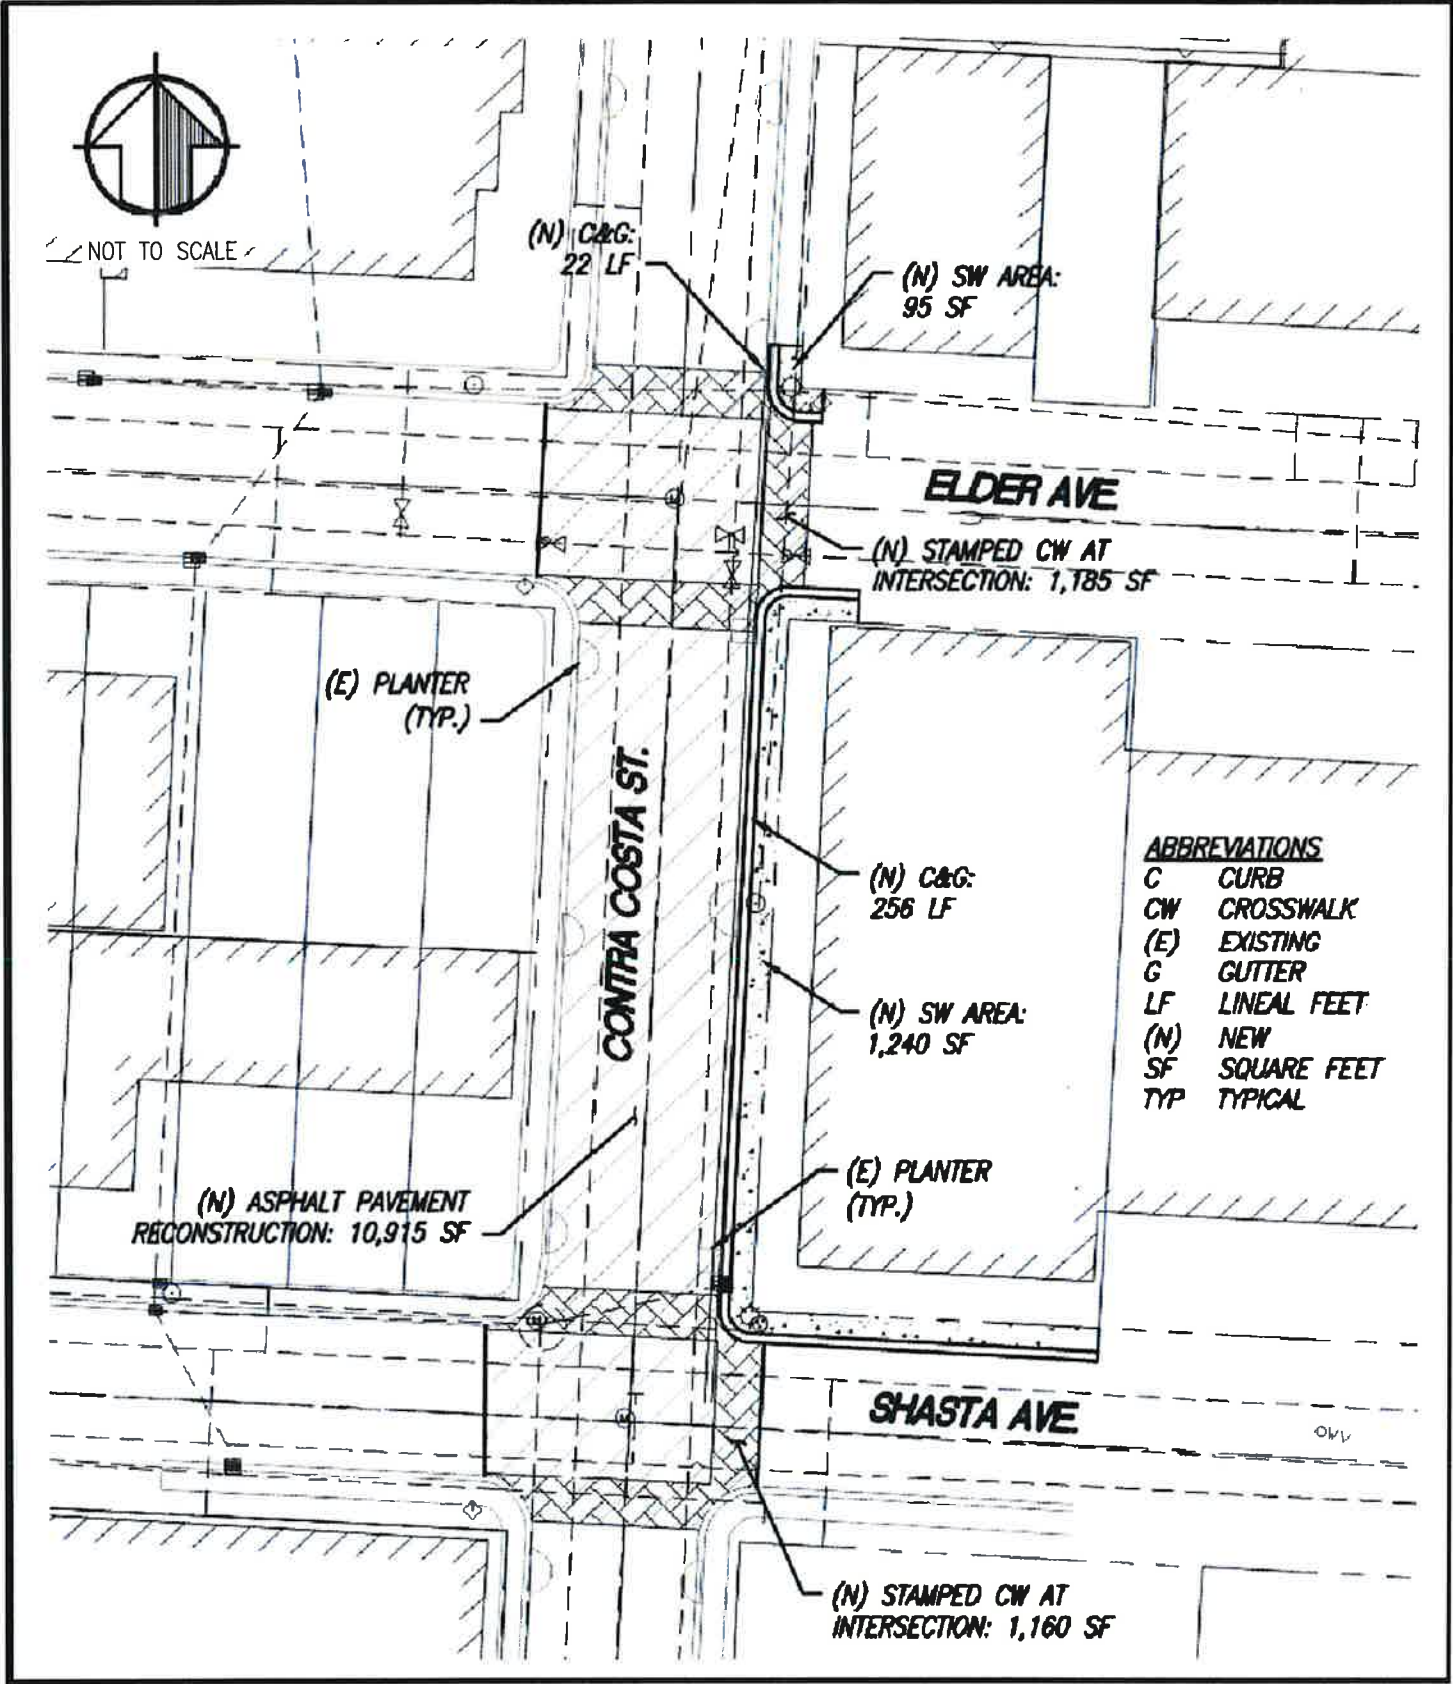 NOT TO SCALE
(N) C&G:
22 LF
(N) SW AREA:
95 SF
ELDER AVE
(N) STAMPED CW AT
INTERSECTION: 1,185 SF
(E) PLANTER
(TYP.)
CONTRA COSTA ST.
(N) C&G:
256 LF
(N) SW AREA:
1,240 SF
ABBREVIATIONS
C CURB
CW CROSSWALK
(E) EXISTING
G GUTTER
LF LINEAL FEET
(N) NEW
SF SQUARE FEET
TYP TYPICAL
(E) PLANTER
(TYP.)
(N) ASPHALT PAVEMENT
RECONSTRUCTION: 10,915 SF
SHASTA AVE.
(N) STAMPED CW AT
INTERSECTION: 1,160 SF